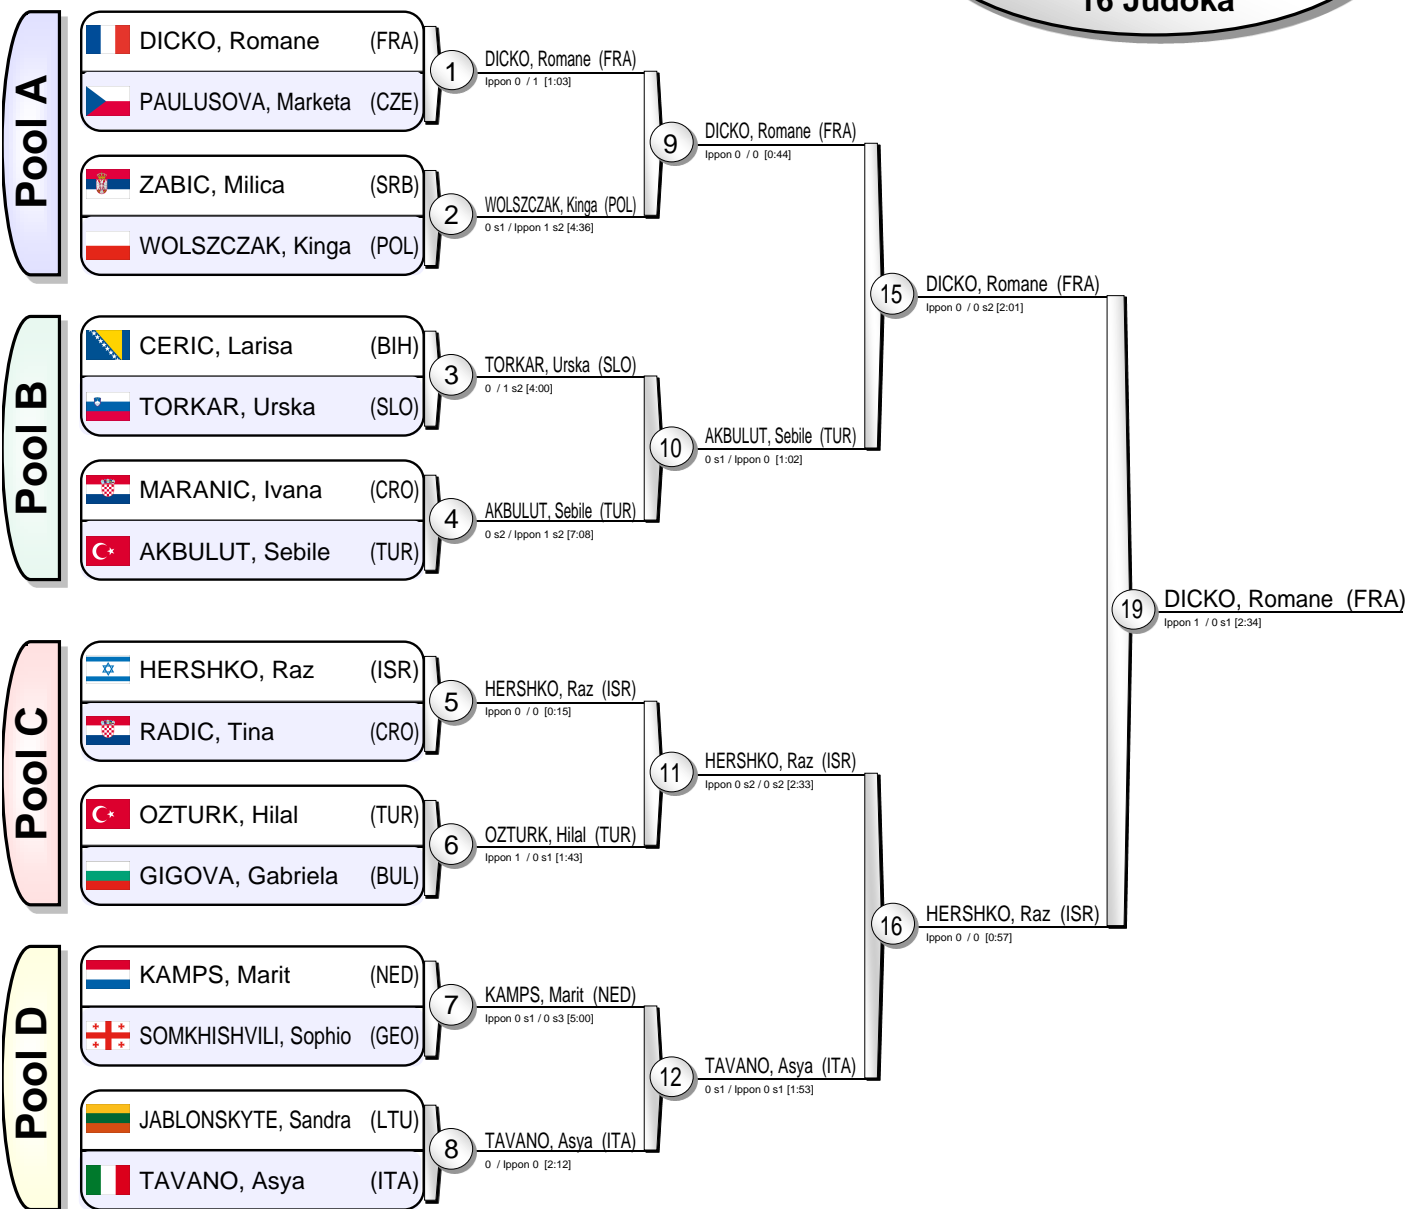 16 Judoka
Pool A
DICKO, Romane (FRA)
PAULUSOVA, Marketa (CZE)
ZABIC, Milica (SRB)
WOLSZCZAK, Kinga (POL)
1
DICKO, Romane (FRA)
Ippon 0 / 1 [1:03]
2
WOLSZCZAK, Kinga (POL)
0 s1 / Ippon 1 s2 [4:36]
9
DICKO, Romane (FRA)
Ippon 0 / 0 [0:44]
Pool B
CERIC, Larisa (BIH)
TORKAR, Urska (SLO)
MARANIC, Ivana (CRO)
AKBULUT, Sebile (TUR)
3
TORKAR, Urska (SLO)
0 / 1 s2 [4:00]
4
AKBULUT, Sebile (TUR)
0 s2 / Ippon 1 s2 [7:08]
10
AKBULUT, Sebile (TUR)
0 s1 / Ippon 0 [1:02]
15
DICKO, Romane (FRA)
Ippon 0 / 0 s2 [2:01]
Pool C
HERSHKO, Raz (ISR)
RADIC, Tina (CRO)
OZTURK, Hilal (TUR)
GIGOVA, Gabriela (BUL)
5
HERSHKO, Raz (ISR)
Ippon 0 / 0 [0:15]
6
OZTURK, Hilal (TUR)
Ippon 1 / 0 s1 [1:43]
11
HERSHKO, Raz (ISR)
Ippon 0 s2 / 0 s2 [2:33]
Pool D
KAMPS, Marit (NED)
SOMKHISHVILI, Sophio (GEO)
JABLONSKYTE, Sandra (LTU)
TAVANO, Asya (ITA)
7
KAMPS, Marit (NED)
Ippon 0 s1 / 0 s3 [5:00]
8
TAVANO, Asya (ITA)
0 / Ippon 0 [2:12]
12
TAVANO, Asya (ITA)
0 s1 / Ippon 0 s1 [1:53]
16
HERSHKO, Raz (ISR)
Ippon 0 / 0 [0:57]
19
DICKO, Romane (FRA)
Ippon 1 / 0 s1 [2:34]